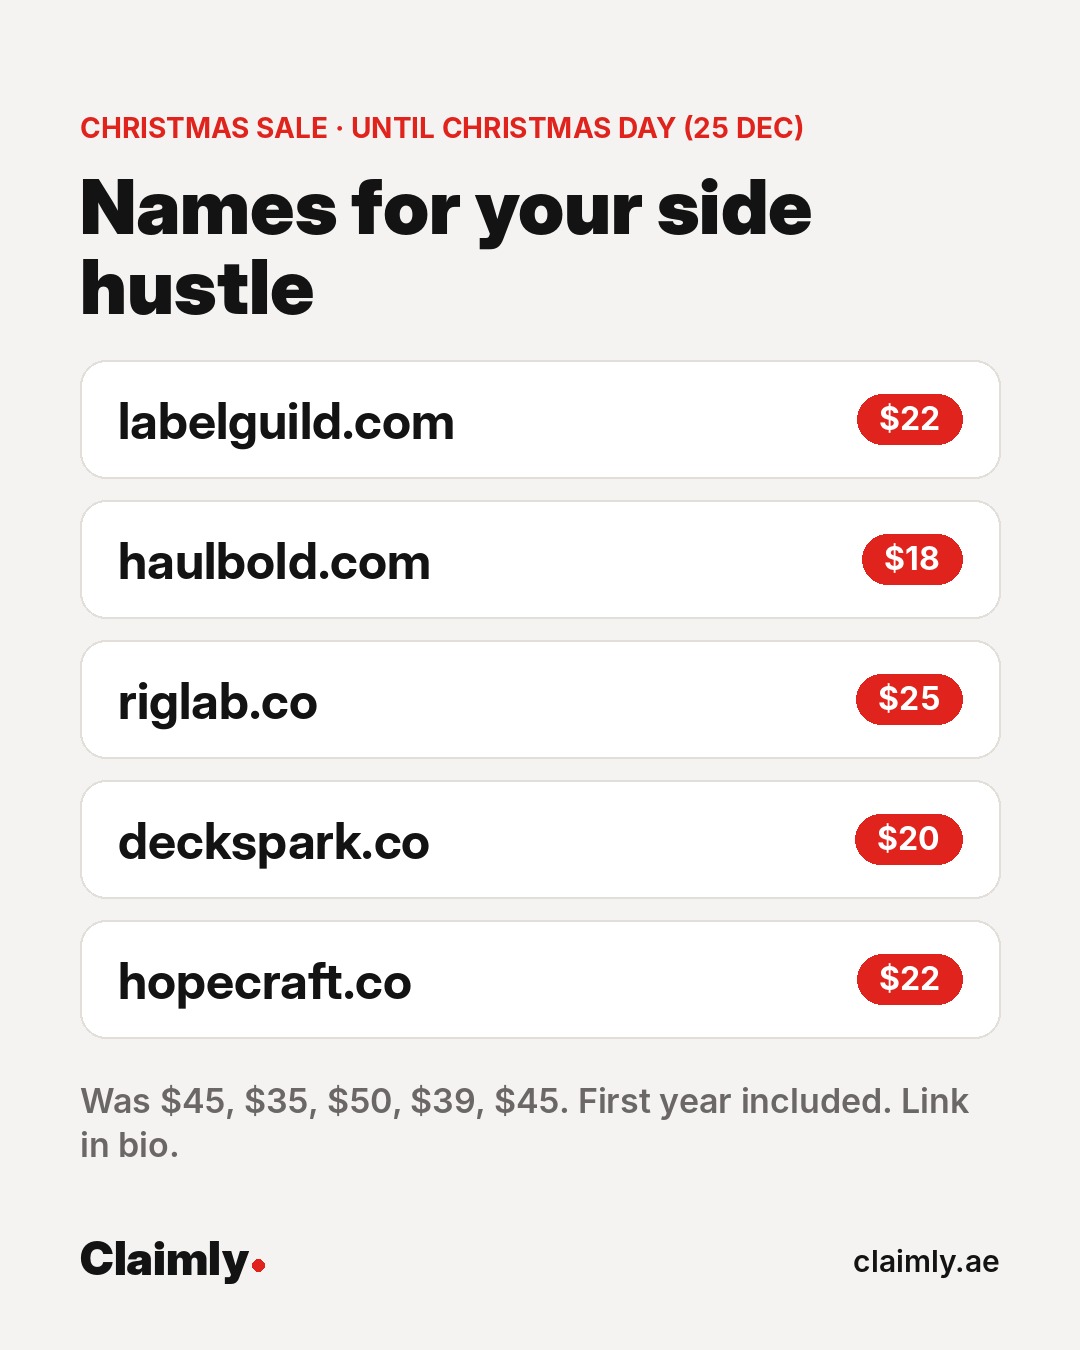 CHRISTMAS SALE · UNTIL CHRISTMAS DAY (25 DEC)
Names for your side
hustle
labelguild.com $22
haulbold.com $18
riglab.co $25
deckspark.co $20
hopecraft.co $22
Was $45, $35, $50, $39, $45. First year included. Link
in bio.
Claimly. claimly.ae